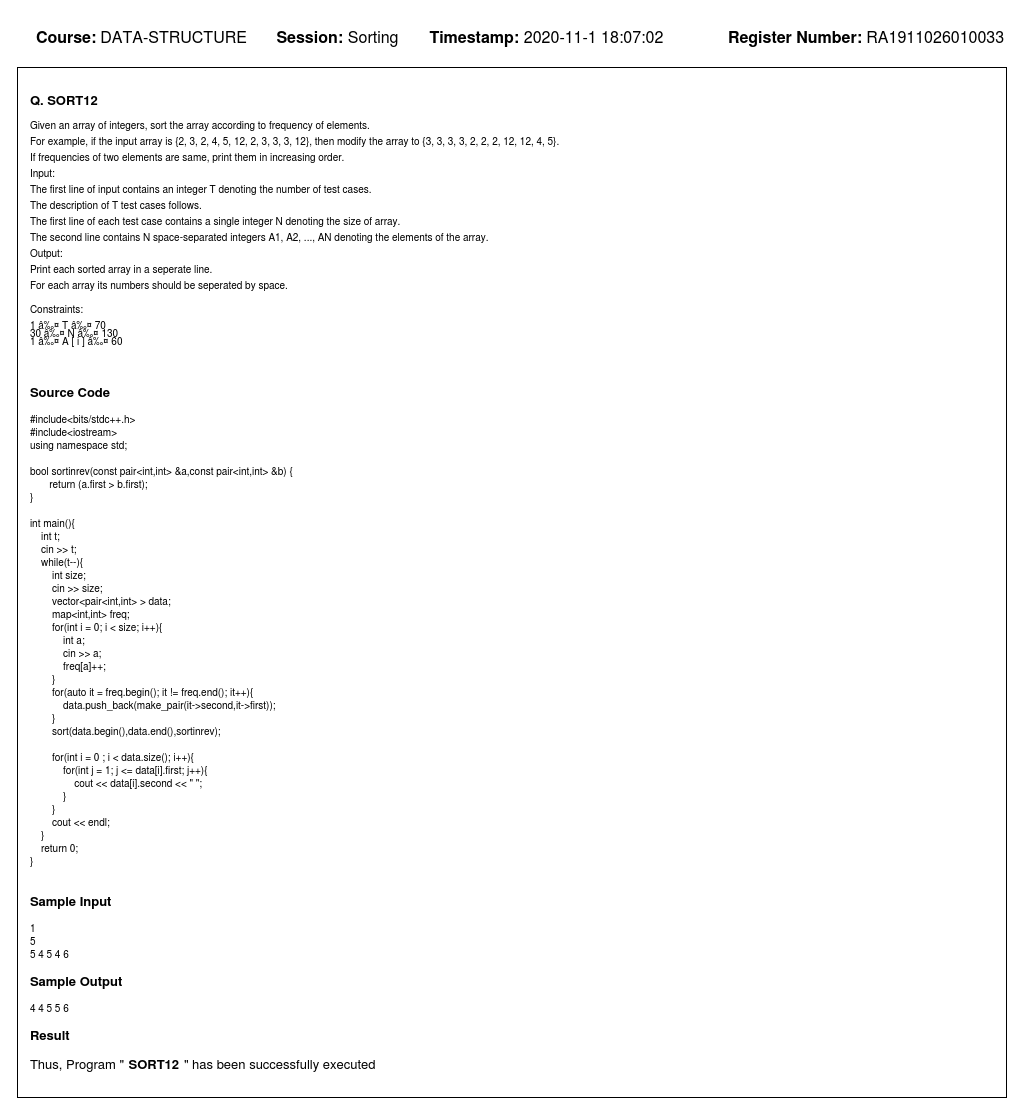 Course: DATA-STRUCTURE Session: Sorting Timestamp: 2020-11-1 18:07:02 Register Number: RA1911026010033
Q. SORT12
Given an array of integers, sort the array according to frequency of elements.
For example, if the input array is {2, 3, 2, 4, 5, 12, 2, 3, 3, 3, 12}, then modify the array to {3, 3, 3, 3, 2, 2, 2, 12, 12, 4, 5}.
If frequencies of two elements are same, print them in increasing order.
Input:
The first line of input contains an integer T denoting the number of test cases.
The description of T test cases follows.
The first line of each test case contains a single integer N denoting the size of array.
The second line contains N space-separated integers A1, A2, ..., AN denoting the elements of the array.
Output:
Print each sorted array in a seperate line.
For each array its numbers should be seperated by space.
Constraints:
1 â‰¤ T â‰¤ 70
30 â‰¤ N â‰¤ 130
1 â‰¤ A [ i ] â‰¤ 60
Source Code
#include<bits/stdc++.h>
#include<iostream>
using namespace std;
bool sortinrev(const pair<int,int> &a,const pair<int,int> &b) {
return (a.first > b.first);
}
int main(){
int t;
cin >> t;
while(t--){
int size;
cin >> size;
vector<pair<int,int> > data;
map<int,int> freq;
for(int i = 0; i < size; i++){
int a;
cin >> a;
freq[a]++;
}
for(auto it = freq.begin(); it != freq.end(); it++){
data.push_back(make_pair(it->second,it->first));
}
sort(data.begin(),data.end(),sortinrev);
for(int i = 0 ; i < data.size(); i++){
for(int j = 1; j <= data[i].first; j++){
cout << data[i].second << " ";
}
}
cout << endl;
}
return 0;
}
Sample Input
1
5
5 4 5 4 6
Sample Output
4 4 5 5 6
Result
Thus, Program " SORT12 " has been successfully executed